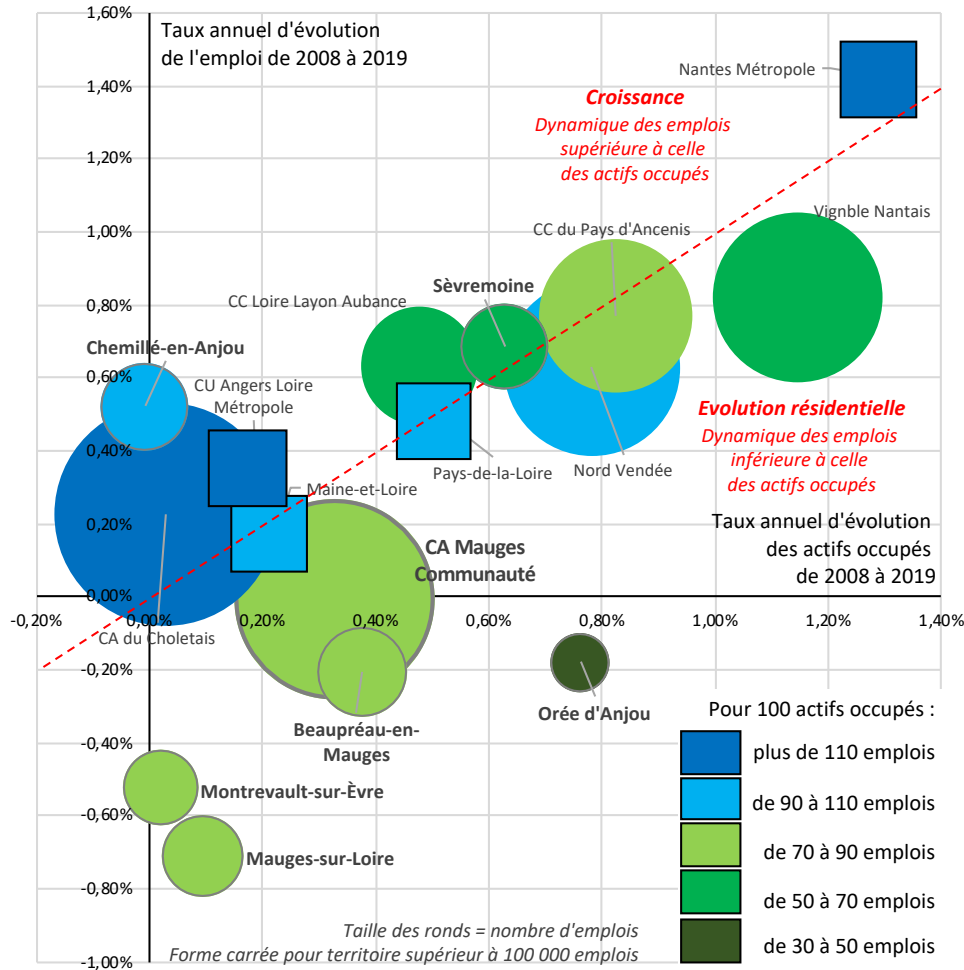 1,60%
Taux annuel d'évolution
de l'emploi de 2008 à 2019
Nantes Métropole
1,40%
Croissance
Dynamique des emplois
supérieure à celle
des actifs occupés
1,20%
Vignble Nantais
1,00%
CC du Pays d'Ancenis
Sèvremoine
CC Loire Layon Aubance
0,80%
Chemillé-en-Anjou
0,60%
CU Angers Loire
Métropole
Evolution résidentielle
Dynamique des emplois
inférieure à celle
des actifs occupés
Pays-de-la-Loire
Nord Vendée
0,40%
Maine-et-Loire
0,20%
Taux annuel d'évolution
des actifs occupés
de 2008 à 2019
CA Mauges
Communauté
0,00%
-0,20%
0,00%
0,20%
0,40%
0,60%
0,80%
1,00%
1,20%
1,40%
CA du Choletais
-0,20%
Orée d'Anjou
Beaupréau-en-
Mauges
-0,40%
Montrevault-sur-Èvre
-0,60%
Mauges-sur-Loire
-0,80%
-1,00%
Pour 100 actifs occupés :
plus de 110 emplois
de 90 à 110 emplois
de 70 à 90 emplois
de 50 à 70 emplois
de 30 à 50 emplois
Taille des ronds = nombre d'emplois
Forme carrée pour territoire supérieur à 100 000 emplois